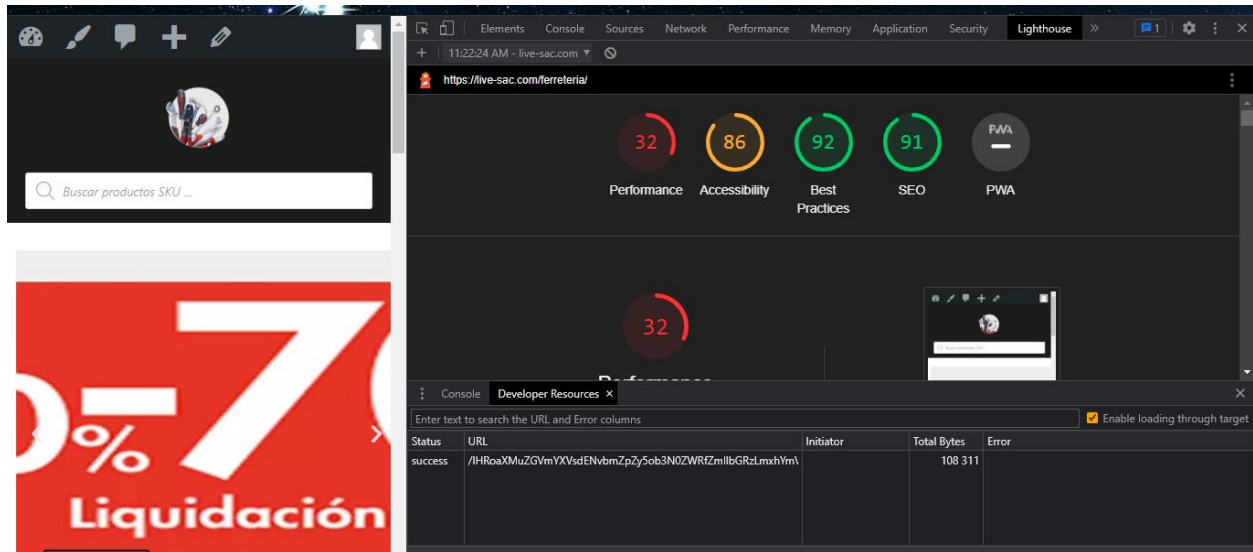 Elements Console Sources Network Performance Memory Application Security Lighthouse » 1
11:22:24 AM - live-sac.com
https://live-sac.com/ferreteria/
Buscar productos SKU ...
32 86 92 91 PWA
Performance Accessibility Best Practices SEO PWA
32
Performance
%-70
Liquidación
Console Developer Resources ×
Enter text to search the URL and Error columns Enable loading through target
Status URL Initiator Total Bytes Error
success 108 311